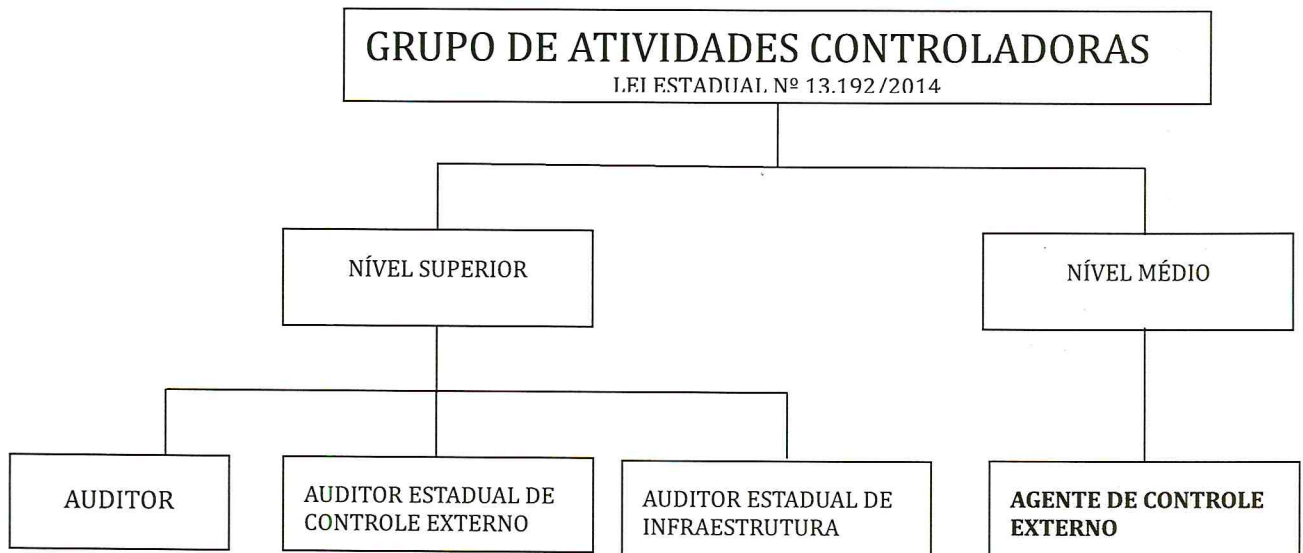 GRUPO DE ATIVIDADES CONTROLADORAS
LEI ESTADUAL Nº 13.192/2014
NÍVEL SUPERIOR
NÍVEL MÉDIO
AUDITOR
AUDITOR ESTADUAL DE
CONTROLE EXTERNO
AUDITOR ESTADUAL DE
INFRAESTRUTURA
AGENTE DE CONTROLE
EXTERNO